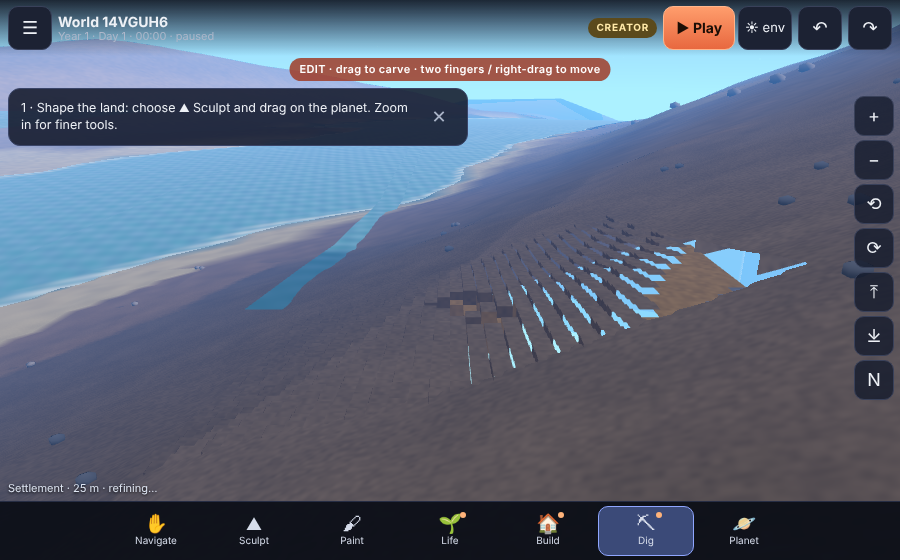 World 14VGUH6
Year 1 · Day 1 · 00:00 · paused
CREATOR
Play
env
EDIT · drag to carve · two fingers / right-drag to move
1 · Shape the land: choose ▲ Sculpt and drag on the planet. Zoom
in for finer tools.
N
Settlement · 25 m · refining...
Navigate
Sculpt
Paint
Life
Build
Dig
Planet